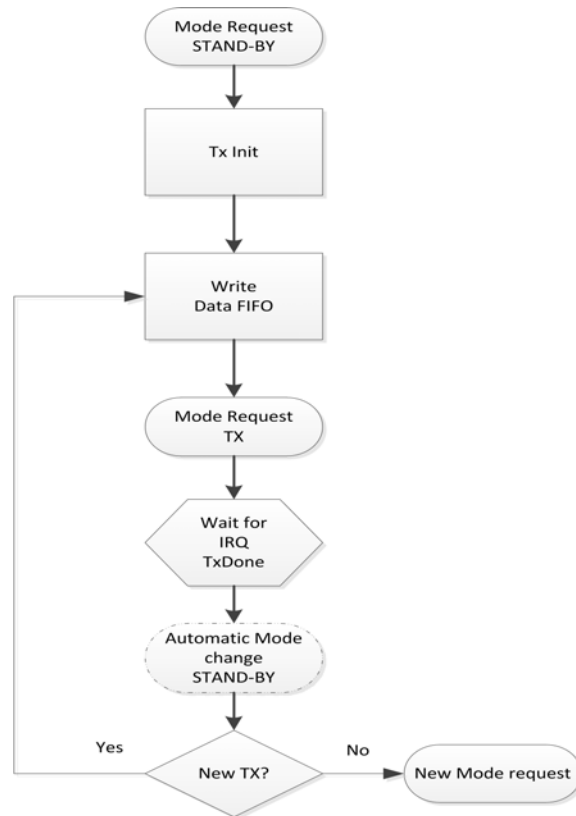 Mode Request
STAND-BY
Tx Init
Write
Data FIFO
Mode Request
TX
Wait for
IRQ
TxDone
Automatic Mode
change
STAND-BY
Yes
New TX?
No
New Mode request